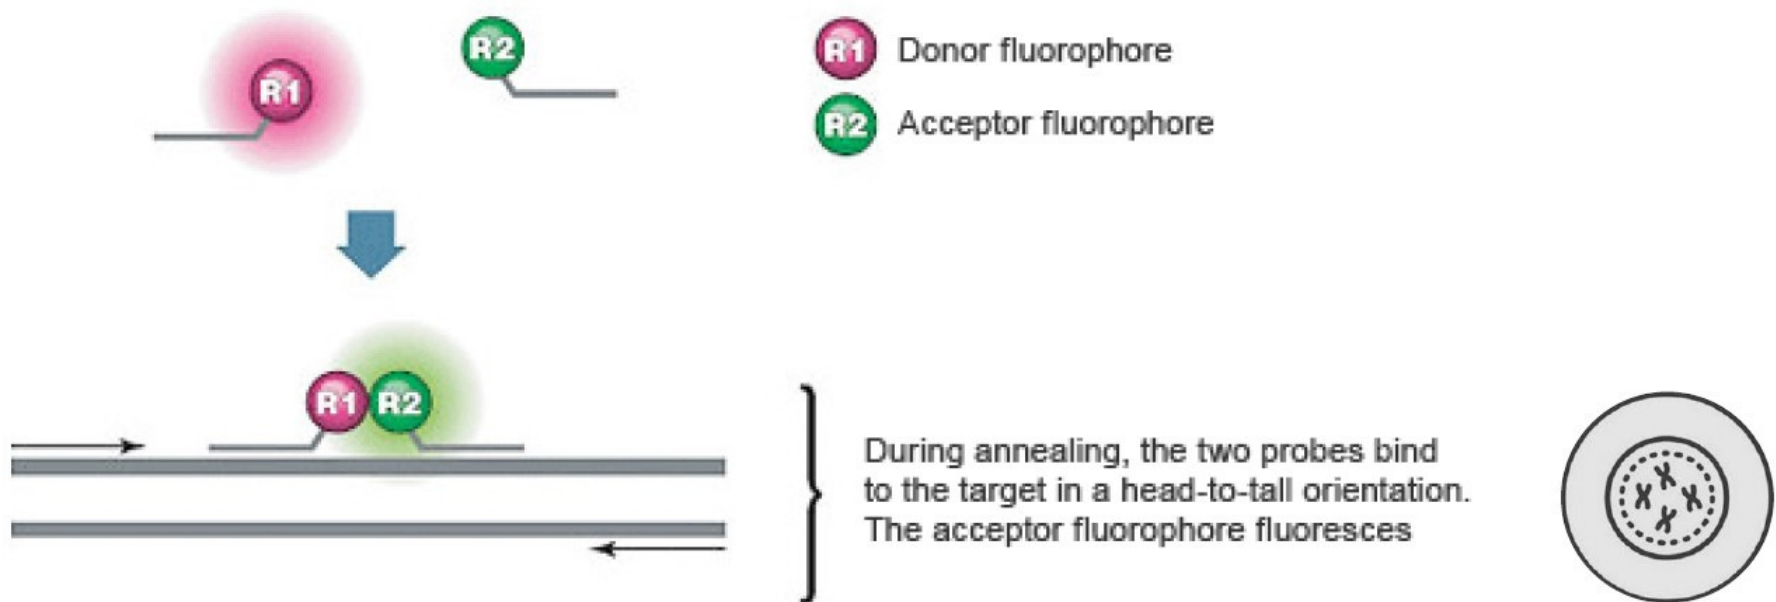 R1
R2
R1 Donor fluorophore
R2 Acceptor fluorophore
R1 R2
During annealing, the two probes bind
to the target in a head-to-tall orientation.
The acceptor fluorophore fluoresces